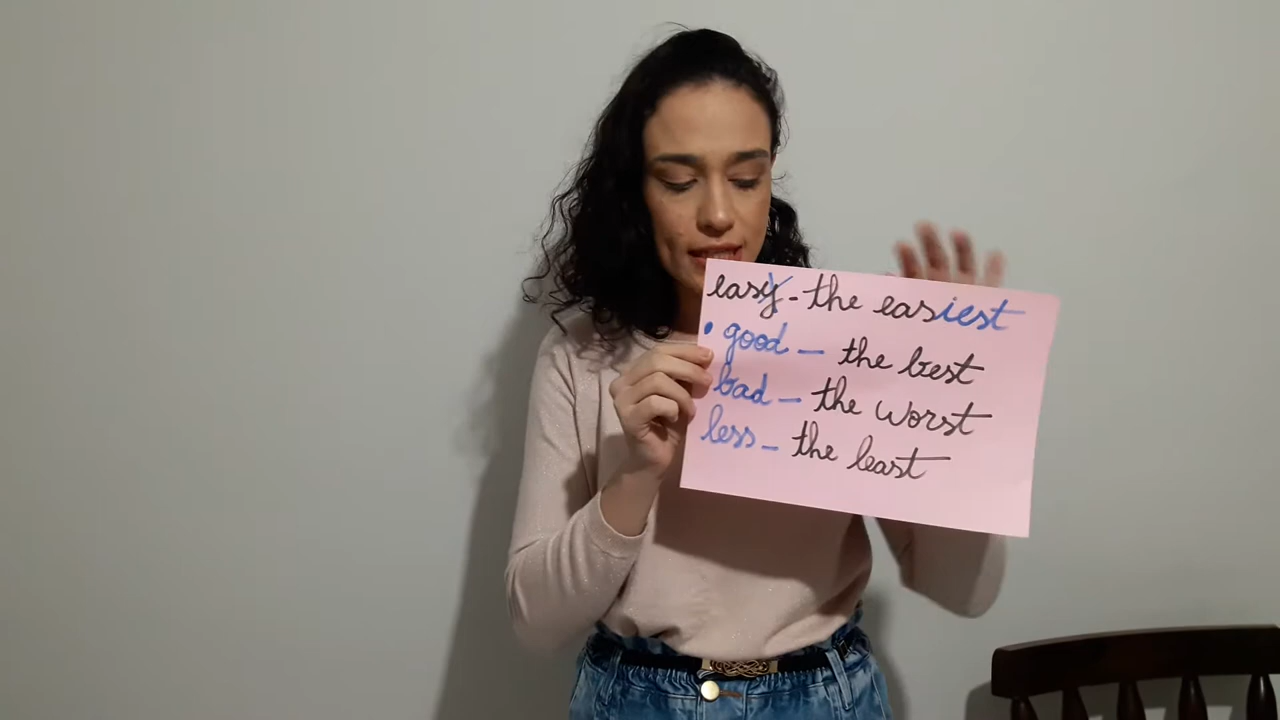 easy - the easiest
• good - the best
bad - the worst
less - the least